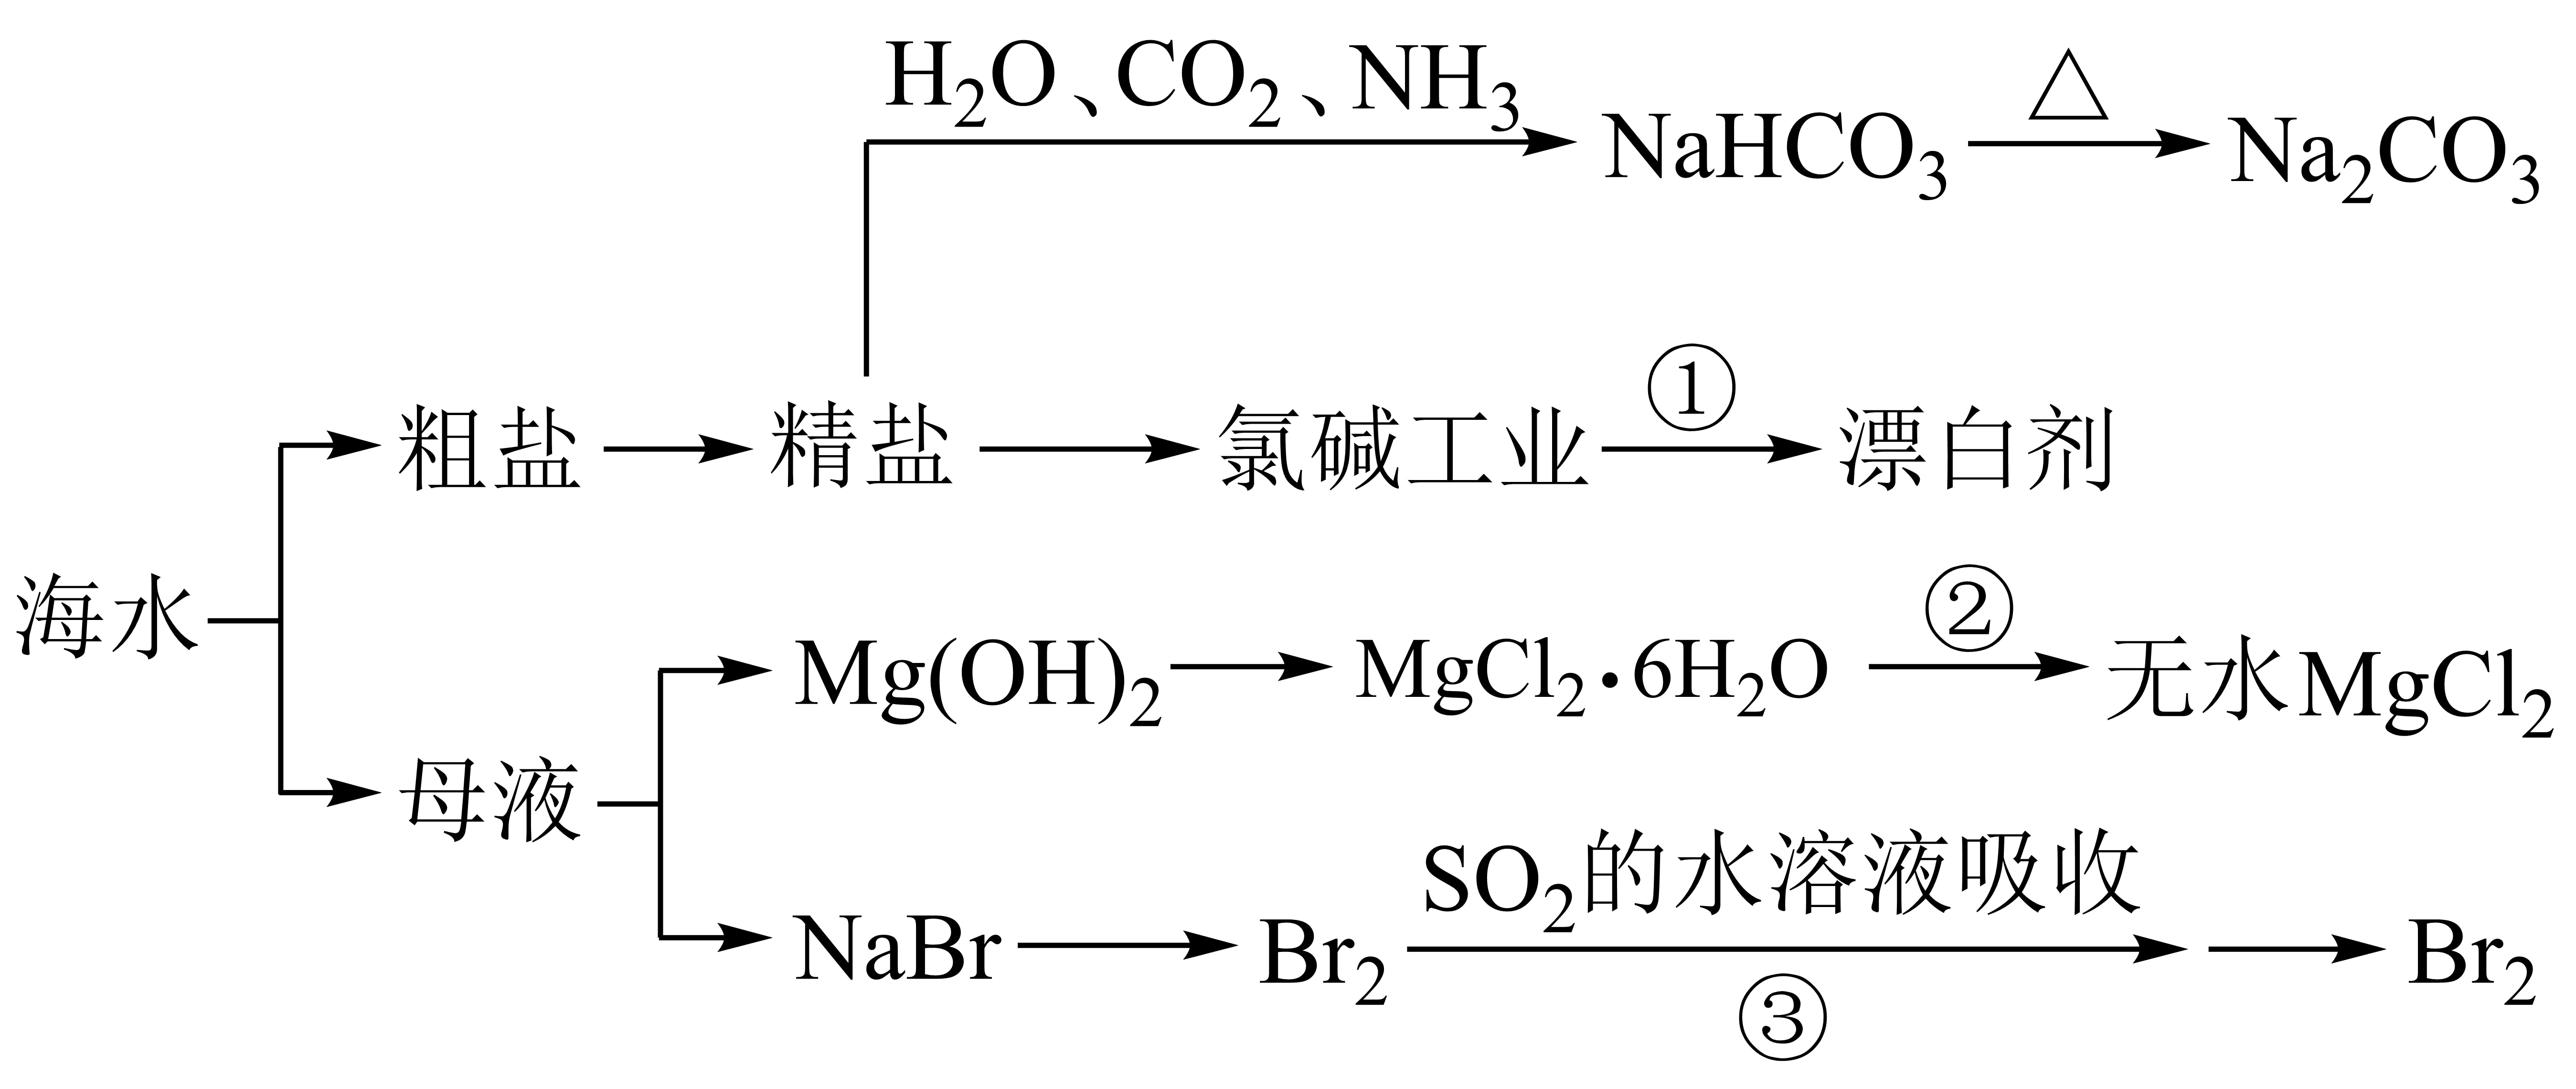 H₂O、CO₂、NH₃
NaHCO₃ △ Na₂CO₃
①
粗盐 精盐 氯碱工业 漂白剂
②
海水
Mg(OH)₂ MgCl₂·6H₂O 无水MgCl₂
母液
SO₂的水溶液吸收
NaBr Br₂ Br₂
③